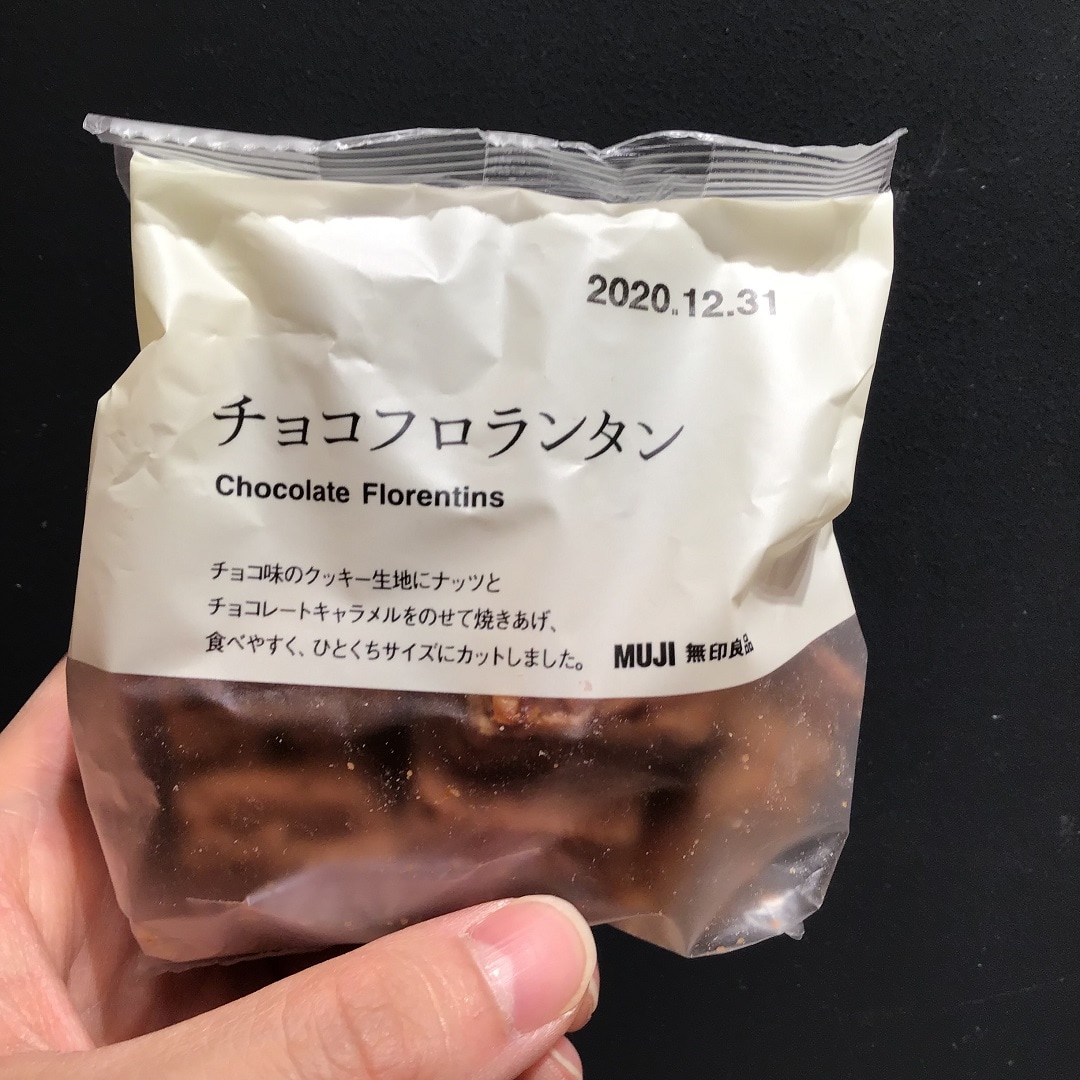 2020.12.31
チョコフロランタン
Chocolate Florentins
チョコ味のクッキー生地にナッツと
チョコレートキャラメルをのせて焼きあげ、
食べやすく、ひとくちサイズにカットしました。
MUJI 無印良品